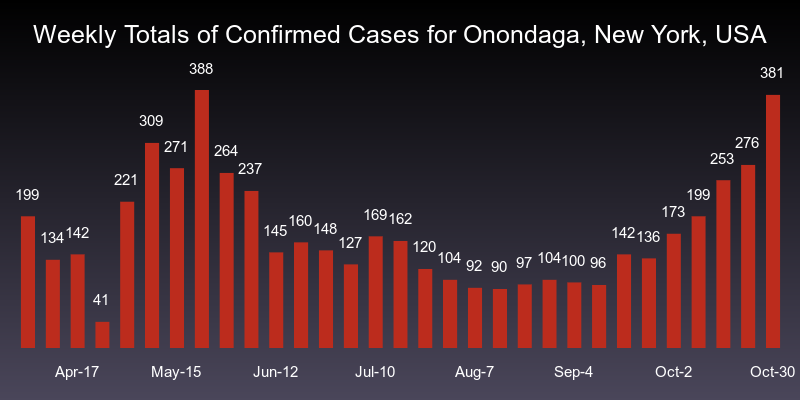 Weekly Totals of Confirmed Cases for Onondaga, New York, USA
199 134 142 41 221 309 271 388 264 237 145 160 148 127 169 162 120 104 92 90 97 104 100 96 142 136 173 199 253 276 381
Apr-17 May-15 Jun-12 Jul-10 Aug-7 Sep-4 Oct-2 Oct-30